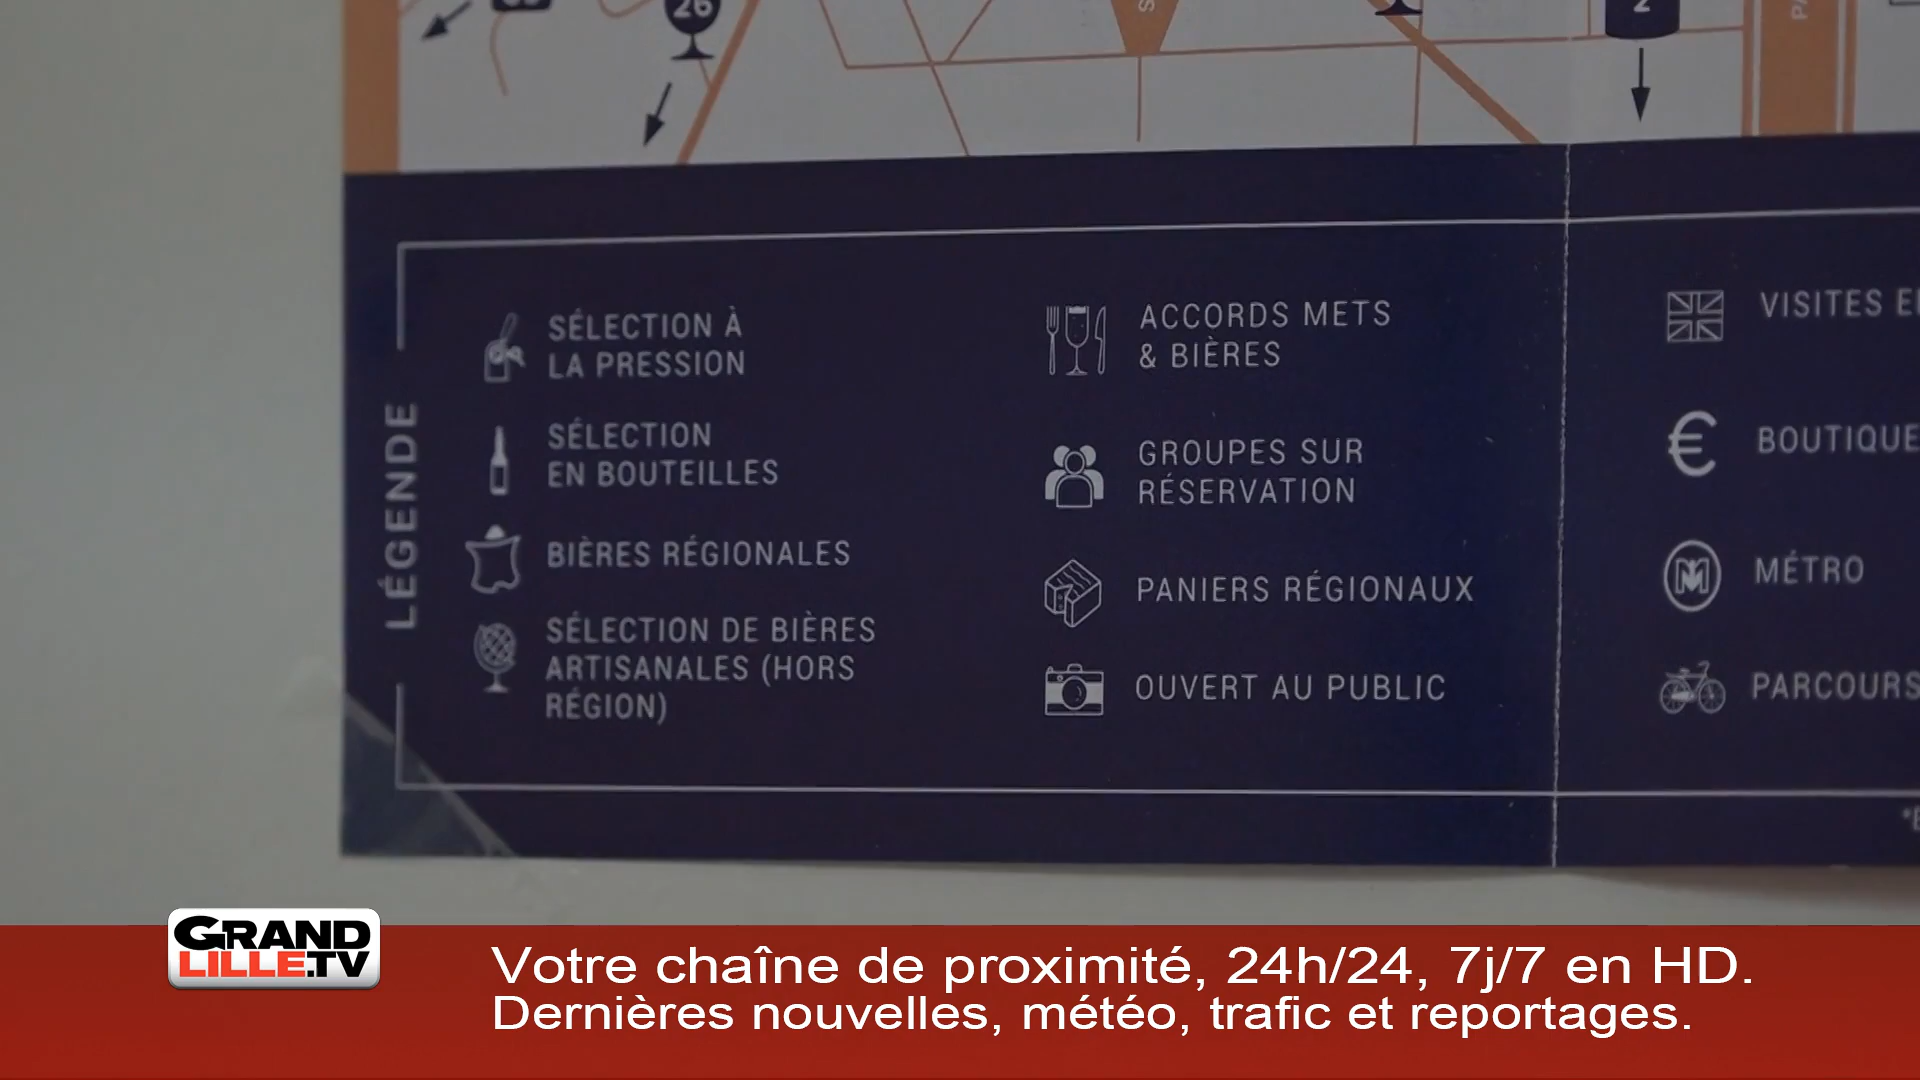 26
2
LÉGENDE
SÉLECTION À
LA PRESSION
SÉLECTION
EN BOUTEILLES
BIÈRES RÉGIONALES
SÉLECTION DE BIÈRES
ARTISANALES (HORS
RÉGION)
ACCORDS METS
& BIÈRES
GROUPES SUR
RÉSERVATION
PANIERS RÉGIONAUX
OUVERT AU PUBLIC
VISITES
€ BOUTIQUE
M MÉTRO
PARCOURS
GRAND
LILLE.TV
Votre chaîne de proximité, 24h/24, 7j/7 en HD.
Dernières nouvelles, météo, trafic et reportages.